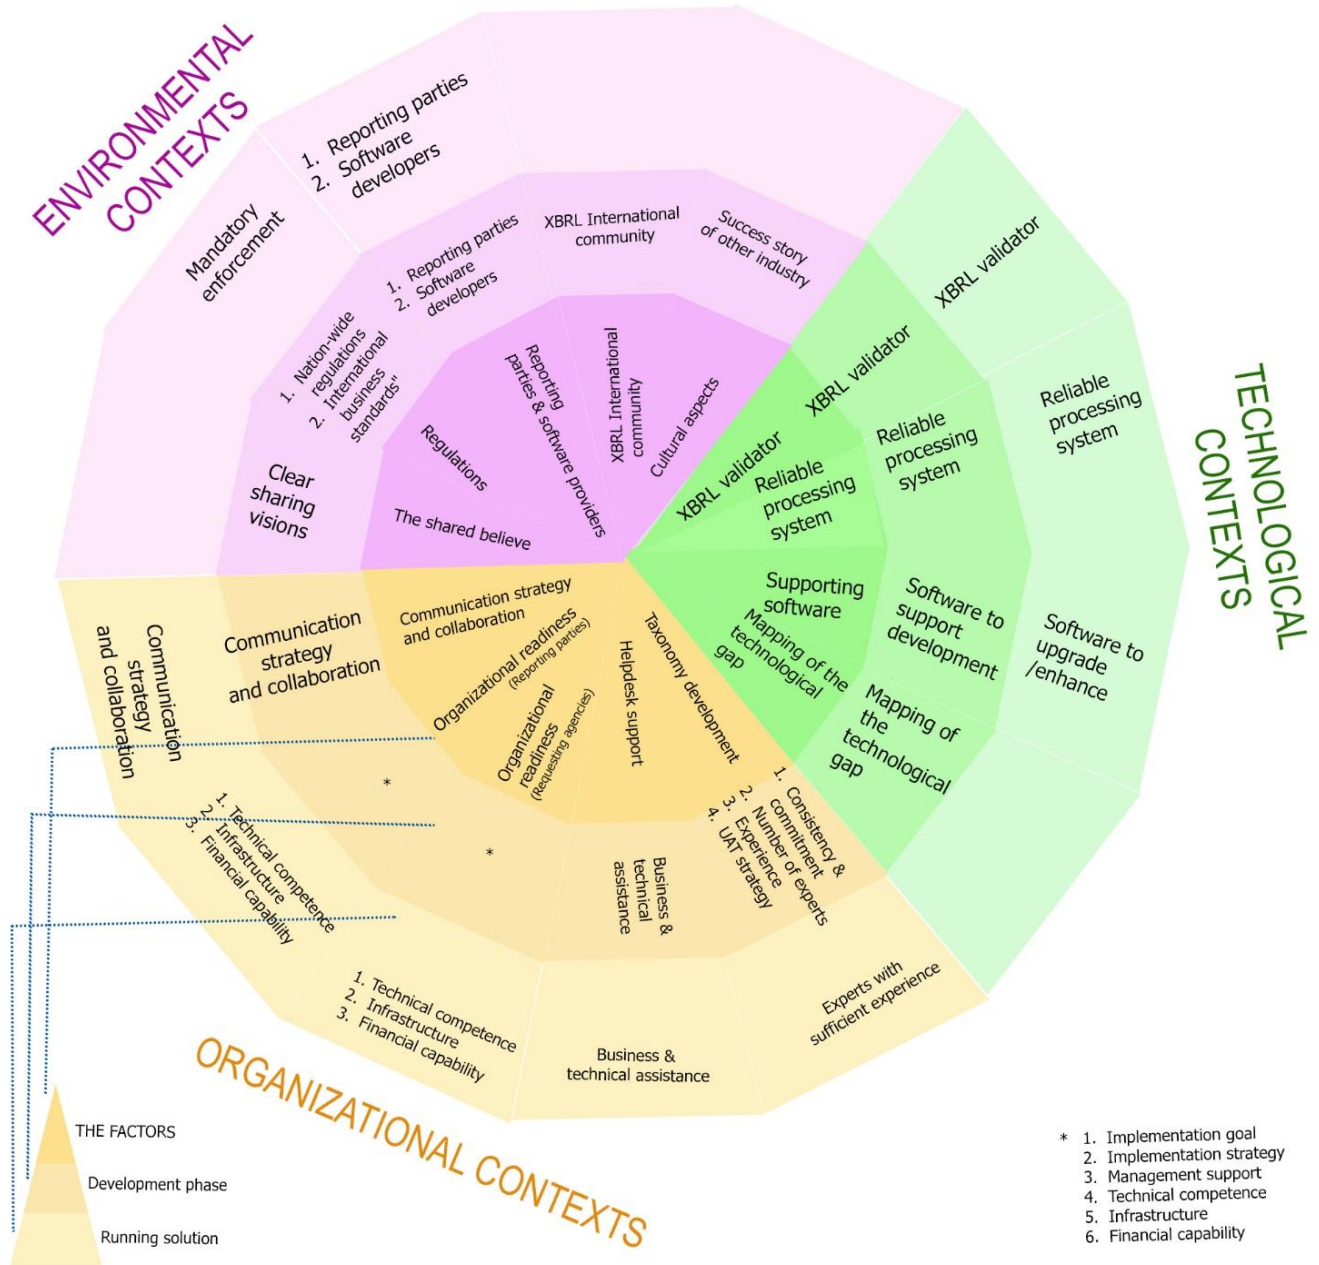 ENVIRONMENTAL
CONTEXTS
1. Reporting parties
2. Software
developers
Mandatory
enforcement
1. Reporting parties
2. Software
developers
XBRL International
community
Success story
of other industry
1. Nation-wide
regulations
2. International
business
standards"
Clear
sharing
visions
Regulations
The shared believe
Reporting
parties & software providers
XBRL International
community
Cultural aspects
TECHNOLOGICAL
CONTEXTS
XBRL validator
XBRL validator
XBRL validator
Reliable
processing
system
Reliable
processing
system
Reliable
processing
system
Supporting
software
Software to
support
development
Software to
upgrade
/enhance
Mapping of the
technological
gap
Mapping of
the
technological
gap
Communication strategy
and collaboration
Communication
strategy
and collaboration
Communication
strategy
and collaboration
Organizational readiness
(Reporting parties)
Organizational
readiness
(Requesting agencies)
Helpdesk support
Taxonomy development
*
*
Business &
technical
assistance
1. Consistency &
commitment
2. Number of experts
3. Experience
4. UAT strategy
1. Technical competence
2. Infrastructure
3. Financial capability
1. Technical competence
2. Infrastructure
3. Financial capability
Business &
technical assistance
Experts with
sufficient experience
ORGANIZATIONAL CONTEXTS
THE FACTORS
Development phase
Running solution
* 1. Implementation goal
2. Implementation strategy
3. Management support
4. Technical competence
5. Infrastructure
6. Financial capability